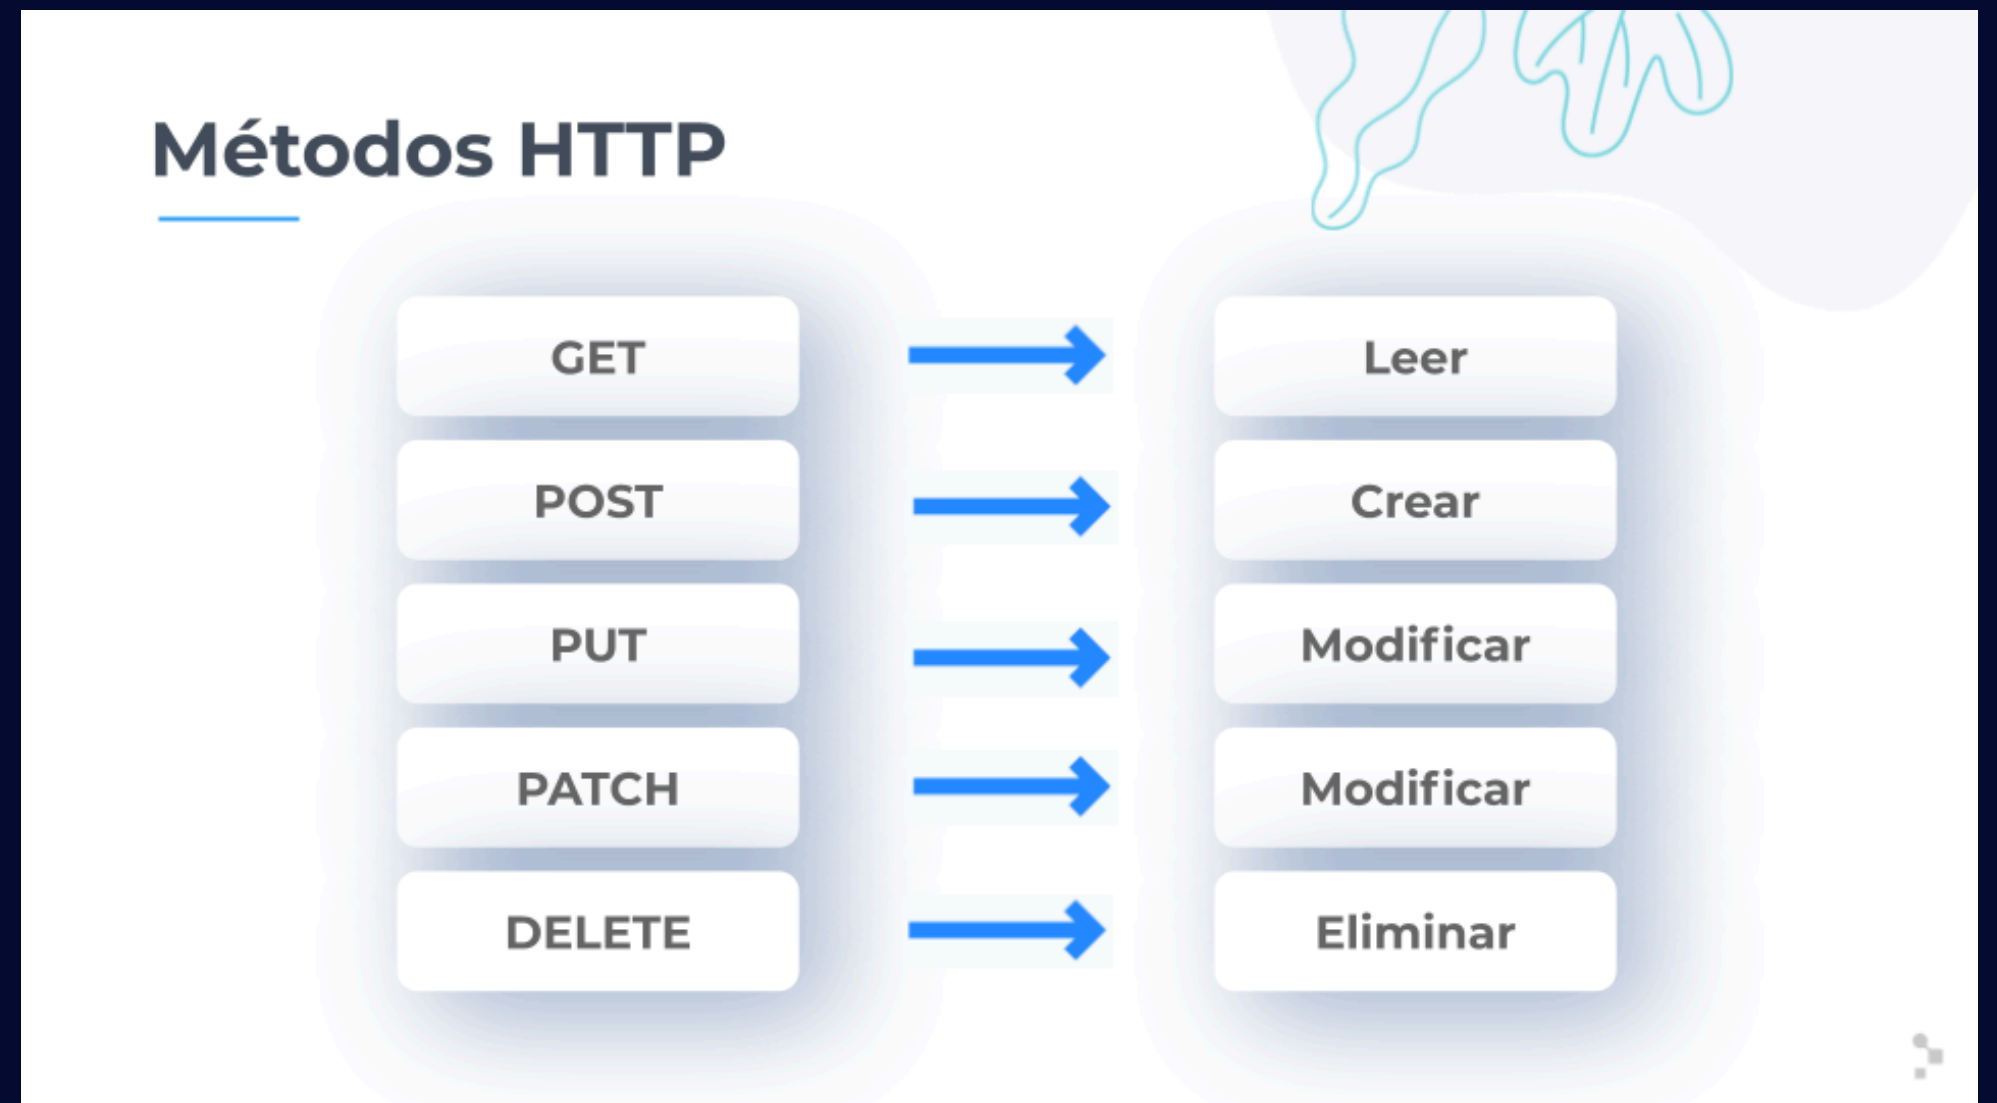 Métodos HTTP
GET
Leer
POST
Crear
PUT
Modificar
PATCH
Modificar
DELETE
Eliminar